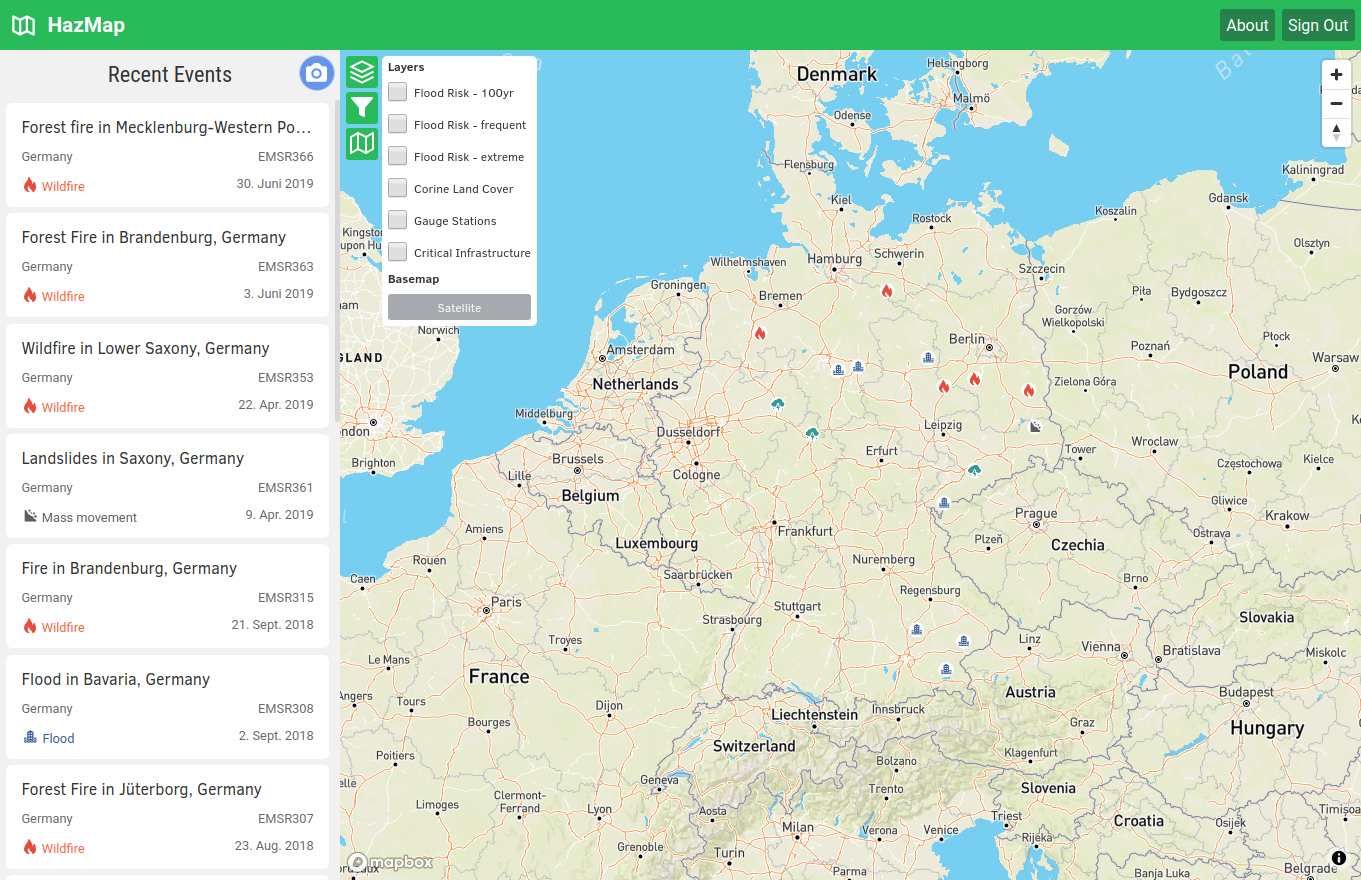 HazMap
About
Sign Out
Recent Events
Forest fire in Mecklenburg-Western Po...
Germany EMSR366
Wildfire 30. Juni 2019
Forest Fire in Brandenburg, Germany
Germany EMSR363
Wildfire 3. Juni 2019
Wildfire in Lower Saxony, Germany
Germany EMSR353
Wildfire 22. Apr. 2019
Landslides in Saxony, Germany
Germany EMSR361
Mass movement 9. Apr. 2019
Fire in Brandenburg, Germany
Germany EMSR315
Wildfire 21. Sept. 2018
Flood in Bavaria, Germany
Germany EMSR308
Flood 2. Sept. 2018
Forest Fire in Jüterborg, Germany
Germany EMSR307
Wildfire 23. Aug. 2018
Layers
Flood Risk - 100yr
Flood Risk - frequent
Flood Risk - extreme
Corine Land Cover
Gauge Stations
Critical Infrastructure
Basemap
Satellite
Denmark
Helsingborg
Malmö
Odense
Flensburg
Kiel
Rostock
Kaliningrad
Gdansk
Koszalin
Olsztyn
Wilhelmshaven
Hamburg
Schwerin
Szczecin
Groningen
Bremen
Piła
Bydgoszcz
Gorzów
Wielkopolski
Norwich
Amsterdam
Berlin
Poznań
Płock
Warsaw
Netherlands
Zielona Góra
Poland
Middelburg
Dusseldorf
Leipzig
Brighton
Brussels
Lille
Cologne
Erfurt
Tower
Wroclaw
Częstochowa
Kielce
Belgium
Gliwice
Krakow
Amiens
Luxembourg
Frankfurt
Prague
Plzeń
Czechia
Ostrava
Rouen
Caen
Saarbrücken
Nuremberg
Regensburg
Brno
Paris
Strasbourg
Stuttgart
Slovakia
Troyes
Linz
Vienna
Bratislava
Miskolc
Le Mans
France
Angers
Tours
Dijon
Liechtenstein
Innsbruck
Austria
Budapest
Bourges
Switzerland
Graz
Hungary
Poitiers
Geneva
Bolzano
Klagenfurt
Trento
Slovenia
Limoges
Clermont-
Ferrand
Lyon
Aosta
Milan
Verona
Venice
Triest
Rijeka
Croatia
Osijek
Timisoa
Grenoble
Turin
Parma
Banja Luka
Belgrade
mapbox